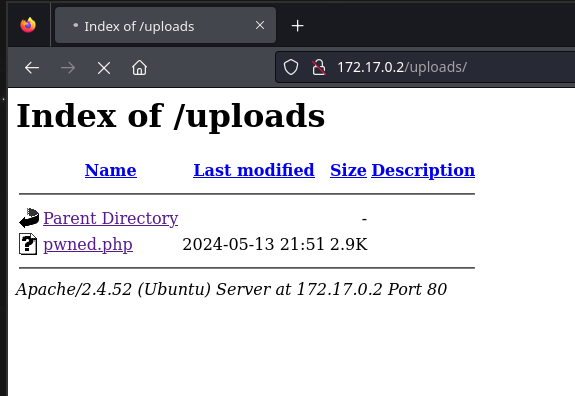 Index of /uploads
172.17.0.2/uploads/
Index of /uploads
Name Last modified Size Description
Parent Directory -
pwned.php 2024-05-13 21:51 2.9K
Apache/2.4.52 (Ubuntu) Server at 172.17.0.2 Port 80